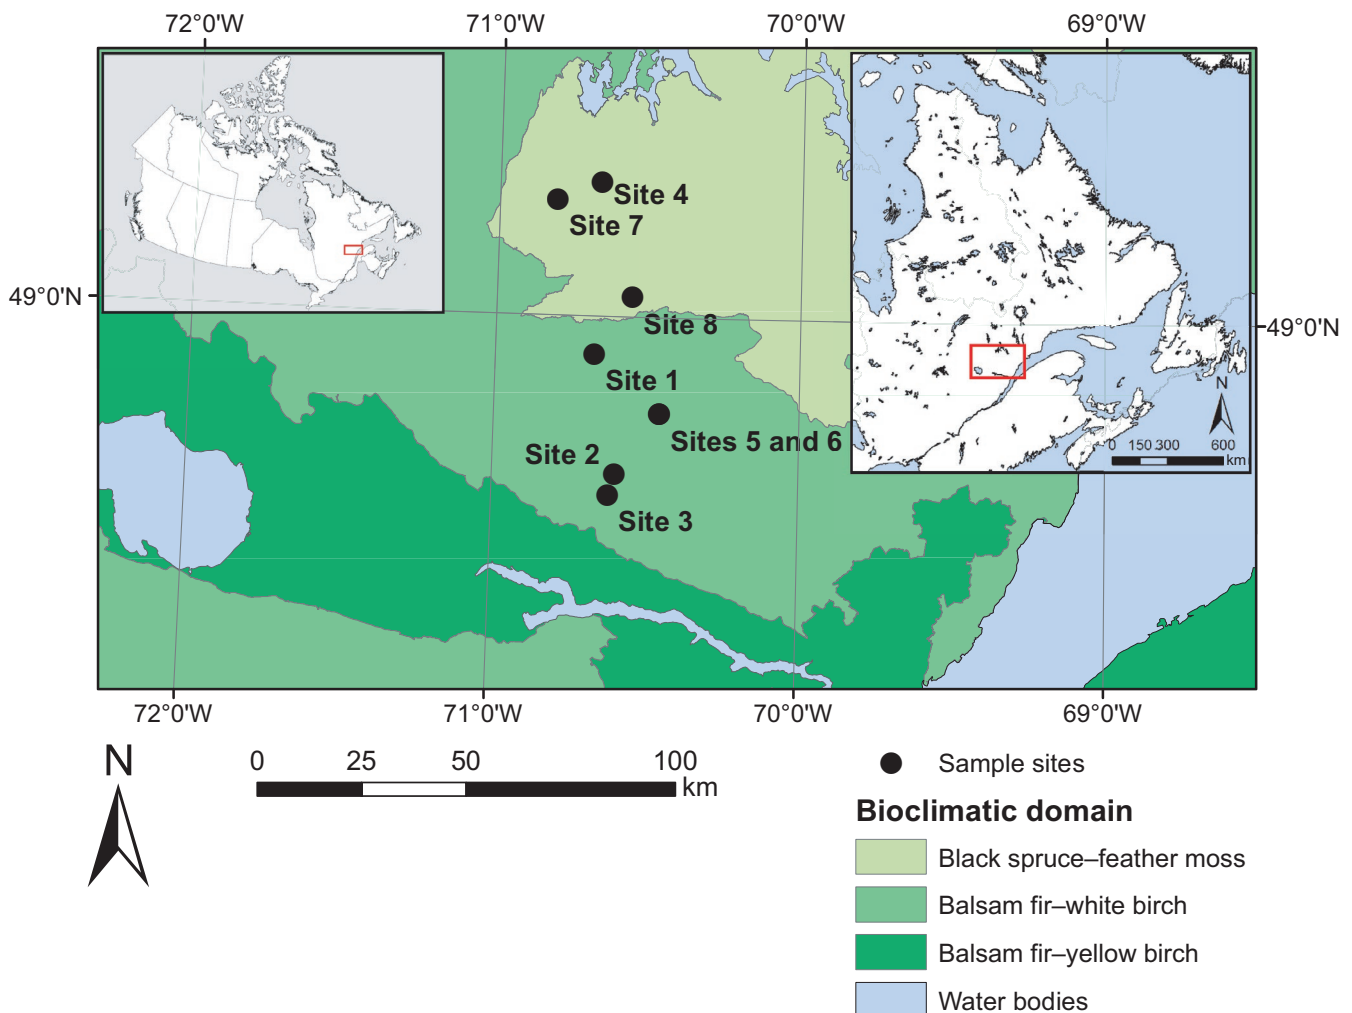 72°0'W 71°0'W 70°0'W 69°0'W
Site 4
Site 7
49°0'N
Site 8
49°0'N
Site 1
N
Sites 5 and 6
0 150 300 600
km
Site 2
Site 3
72°0'W 71°0'W 70°0'W 69°0'W
N
0 25 50 100
km
Sample sites
Bioclimatic domain
Black spruce–feather moss
Balsam fir–white birch
Balsam fir–yellow birch
Water bodies